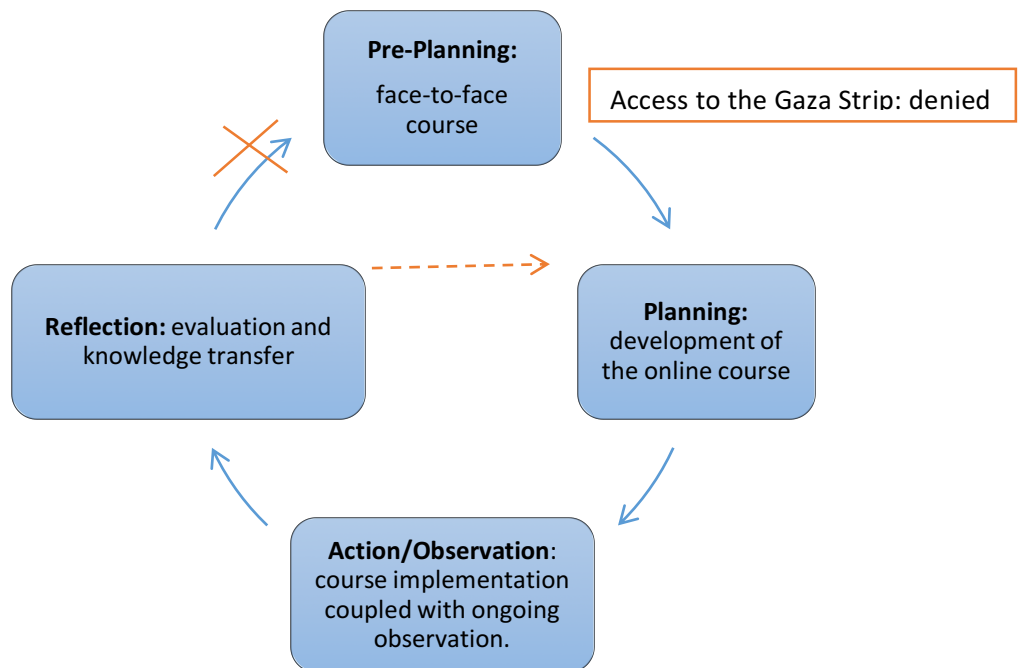 Pre-Planning:
face-to-face
course
Access to the Gaza Strip: denied
Reflection: evaluation and
knowledge transfer
Planning:
development of
the online course
Action/Observation:
course implementation
coupled with ongoing
observation.